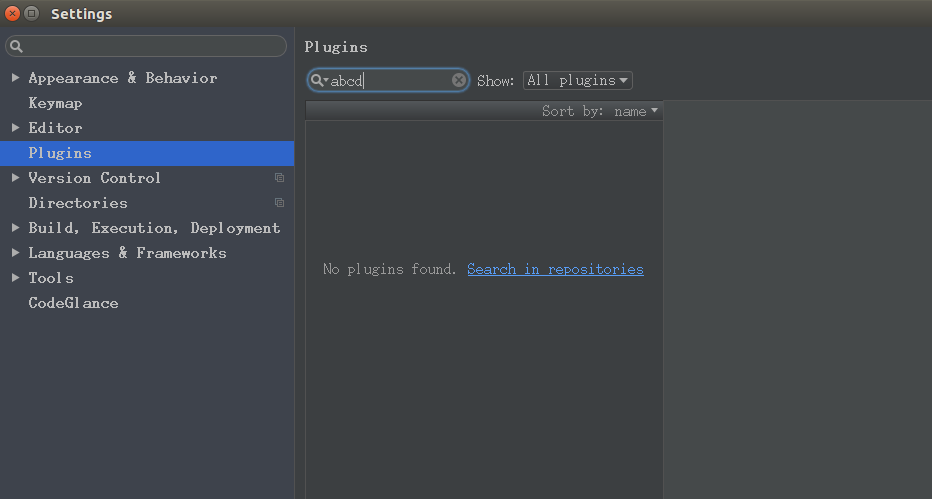 Settings
Appearance & Behavior
Keymap
Editor
Plugins
Version Control
Directories
Build, Execution, Deployment
Languages & Frameworks
Tools
CodeGlance
Plugins
abcd Show: All plugins
Sort by: name
No plugins found. Search in repositories